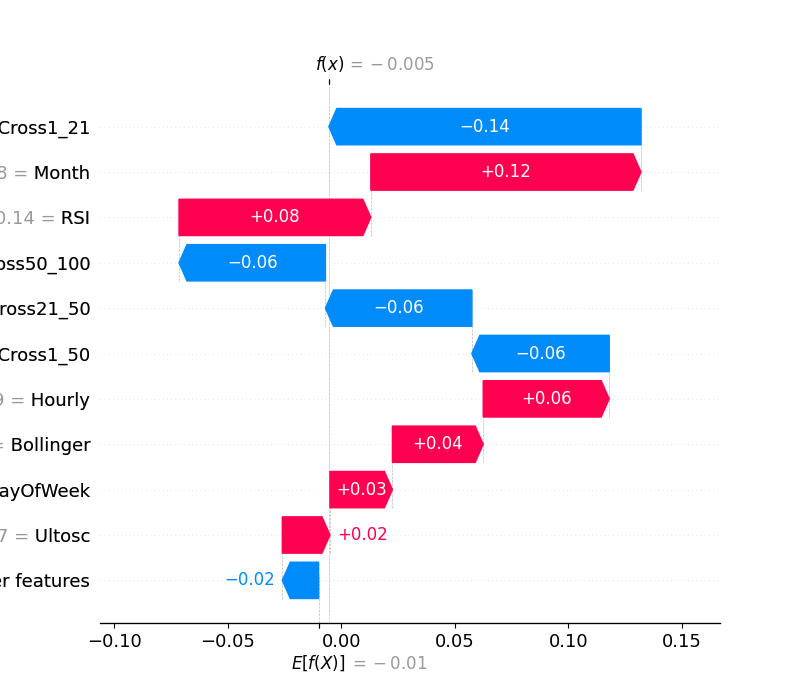 f(x) = −0.005
Cross1_21
−0.14
8 = Month
+0.12
0.14 = RSI
+0.08
oss50_100
−0.06
ross21_50
−0.06
Cross1_50
−0.06
9 = Hourly
+0.06
= Bollinger
+0.04
ayOfWeek
+0.03
7 = Ultosc
+0.02
er features
−0.02
−0.10 −0.05 0.00 0.05 0.10 0.15
E[f(X)] = −0.01